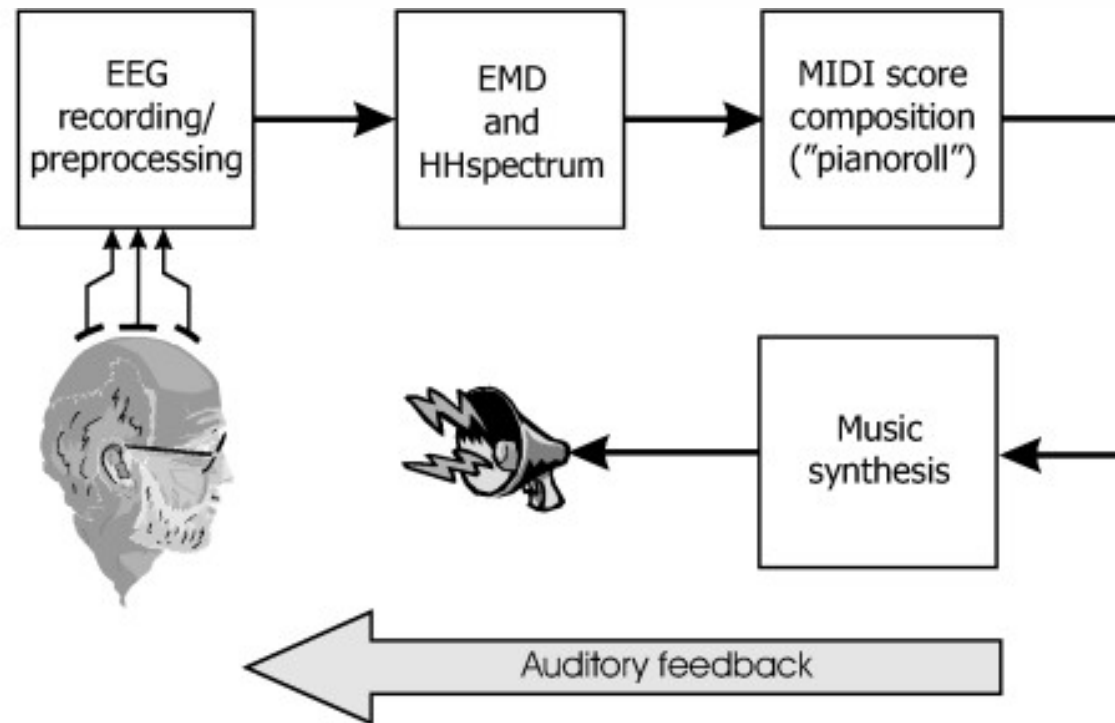 EEG
recording/
preprocessing
EMD
and
HHspectrum
MIDI score
composition
("pianoroll")
Music
synthesis
Auditory feedback